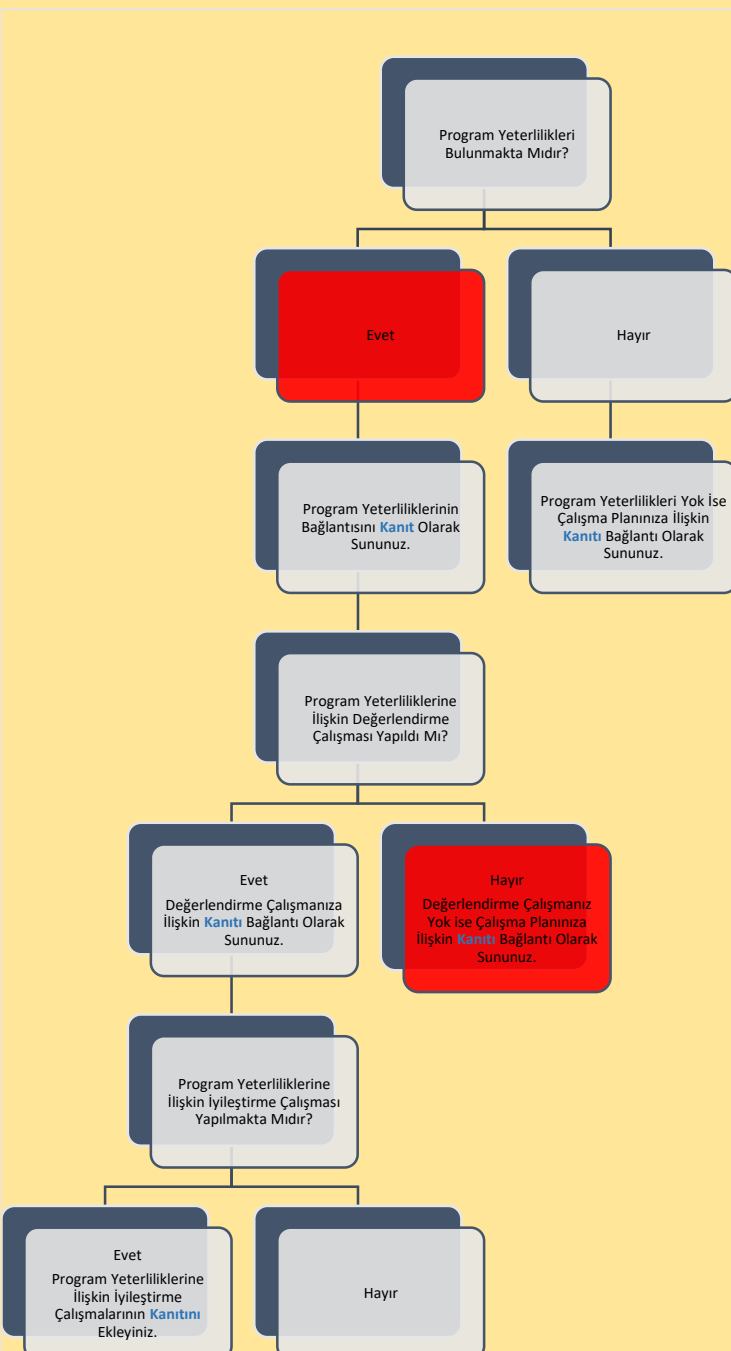 Program Yeterlilikleri
Bulunmakta Mıdır?
Evet
Hayır
Program Yeterliliklerinin
Bağlantısını Kanıt Olarak
Sununuz.
Program Yeterlilikleri Yok İse
Çalışma Planınıza İlişkin
Kanıtı Bağlantı Olarak
Sununuz.
Program Yeterliliklerine
İlişkin Değerlendirme
Çalışması Yapıldı Mı?
Evet
Değerlendirme Çalışmanıza
İlişkin Kanıtı Bağlantı Olarak
Sununuz.
Hayır
Değerlendirme Çalışmanız
Yok ise Çalışma Planınıza
İlişkin Kanıtı Bağlantı Olarak
Sununuz.
Program Yeterliliklerine
İlişkin İyileştirme Çalışması
Yapılmakta Mıdır?
Evet
Program Yeterliliklerine
İlişkin İyileştirme
Çalışmalarının Kanıtını
Ekleyiniz.
Hayır